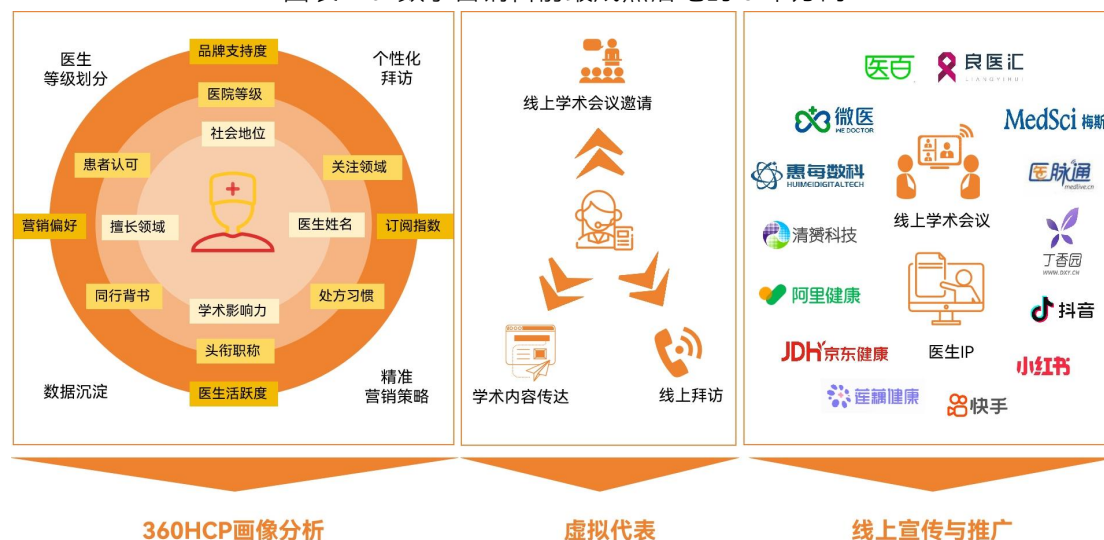 品牌支持度
医生
等级划分
个性化
拜访
医院等级
社会地位
患者认可
关注领域
营销偏好
擅长领域
医生姓名
订阅指数
同行背书
处方习惯
学术影响力
头衔职称
医生活跃度
数据沉淀
精准
营销策略
360HCP画像分析
线上学术会议邀请
学术内容传达
线上拜访
虚拟代表
医百
良医汇
LIANGYIHUI
微医
WE DOCTOR
MedSci 梅斯
惠每数科
HUIMEIDIGITALTECH
医脉通
medlive.cn
线上学术会议
清赟科技
丁香园
WWW.DXY.CN
阿里健康
抖音
JDH 京东健康
医生IP
小红书
莲藕健康
快手
线上宣传与推广